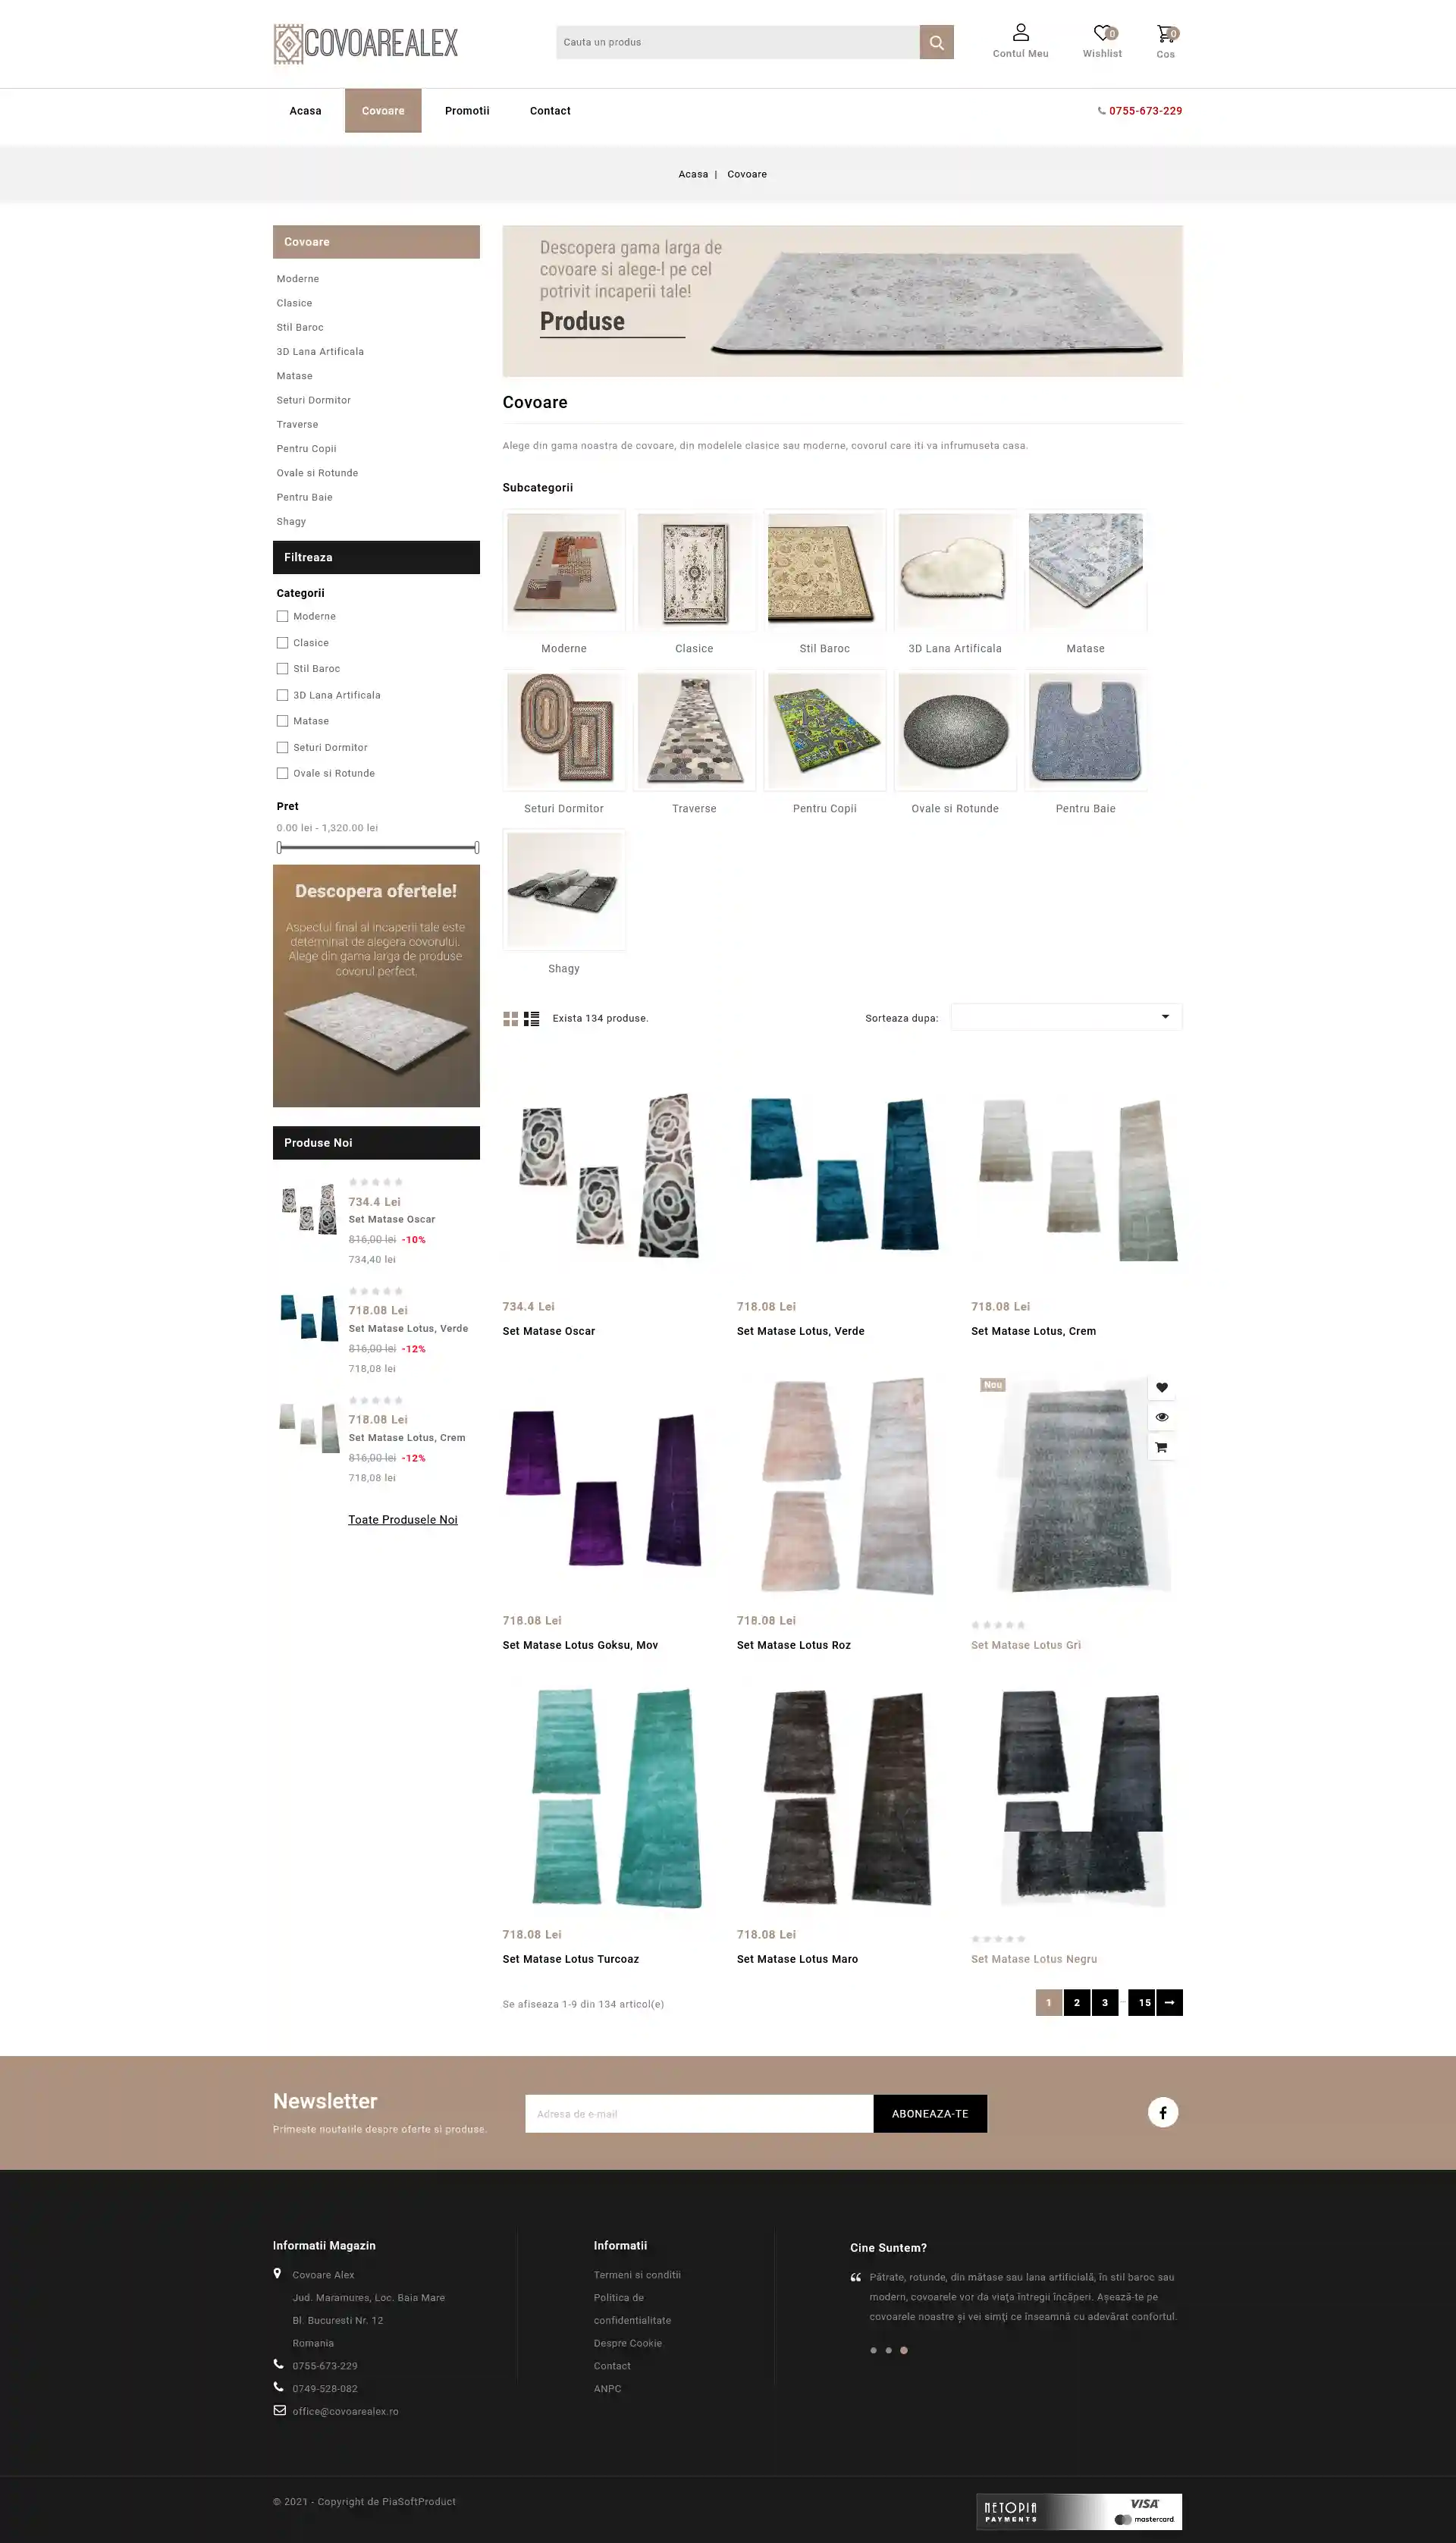 COVOAREALEX
Cauta un produs
Contul Meu
0
Wishlist
0
Cos
Acasa
Covoare
Promotii
Contact
0755-673-229
Acasa | Covoare
Covoare
Moderne
Clasice
Stil Baroc
3D Lana Artificala
Matase
Seturi Dormitor
Traverse
Pentru Copii
Ovale si Rotunde
Pentru Baie
Shagy
Filtreaza
Categorii
Moderne
Clasice
Stil Baroc
3D Lana Artificala
Matase
Seturi Dormitor
Ovale si Rotunde
Pret
0.00 lei - 1,320.00 lei
Descopera ofertele!
Aspectul final al incaperii tale este
determinat de alegera covorului.
Alege din gama larga de produse
covorul perfect.
Produse Noi
734.4 Lei
Set Matase Oscar
816,00 lei -10%
734,40 lei
718.08 Lei
Set Matase Lotus, Verde
816,00 lei -12%
718,08 lei
718.08 Lei
Set Matase Lotus, Crem
816,00 lei -12%
718,08 lei
Toate Produsele Noi
Descopera gama larga de
covoare si alege-l pe cel
potrivit incaperii tale!
Produse
Covoare
Alege din gama noastra de covoare, din modelele clasice sau moderne, covorul care iti va infrumuseta casa.
Subcategorii
Moderne
Clasice
Stil Baroc
3D Lana Artificala
Matase
Seturi Dormitor
Traverse
Pentru Copii
Ovale si Rotunde
Pentru Baie
Shagy
Exista 134 produse.
Sorteaza dupa:
734.4 Lei
Set Matase Oscar
718.08 Lei
Set Matase Lotus, Verde
718.08 Lei
Set Matase Lotus, Crem
718.08 Lei
Set Matase Lotus Goksu, Mov
718.08 Lei
Set Matase Lotus Roz
Nou
Set Matase Lotus Gri
718.08 Lei
Set Matase Lotus Turcoaz
718.08 Lei
Set Matase Lotus Maro
Set Matase Lotus Negru
Se afiseaza 1-9 din 134 articol(e)
1 2 3 ... 15
Newsletter
Primeste noutatile despre oferte si produse.
Adresa de e-mail
ABONEAZA-TE
Informatii Magazin
Covoare Alex
Jud. Maramures, Loc. Baia Mare
Bl. Bucuresti Nr. 12
Romania
0755-673-229
0749-528-082
office@covoarealex.ro
Informatii
Termeni si conditii
Politica de
confidentialitate
Despre Cookie
Contact
ANPC
Cine Suntem?
Pătrate, rotunde, din mătase sau lana artificială, în stil baroc sau
modern, covoarele vor da viața întregii încăperi. Așează-te pe
covoarele noastre și vei simți ce înseamnă cu adevărat confortul.
© 2021 - Copyright de PiaSoftProduct
NETOPIA
PAYMENTS
VISA
mastercard.